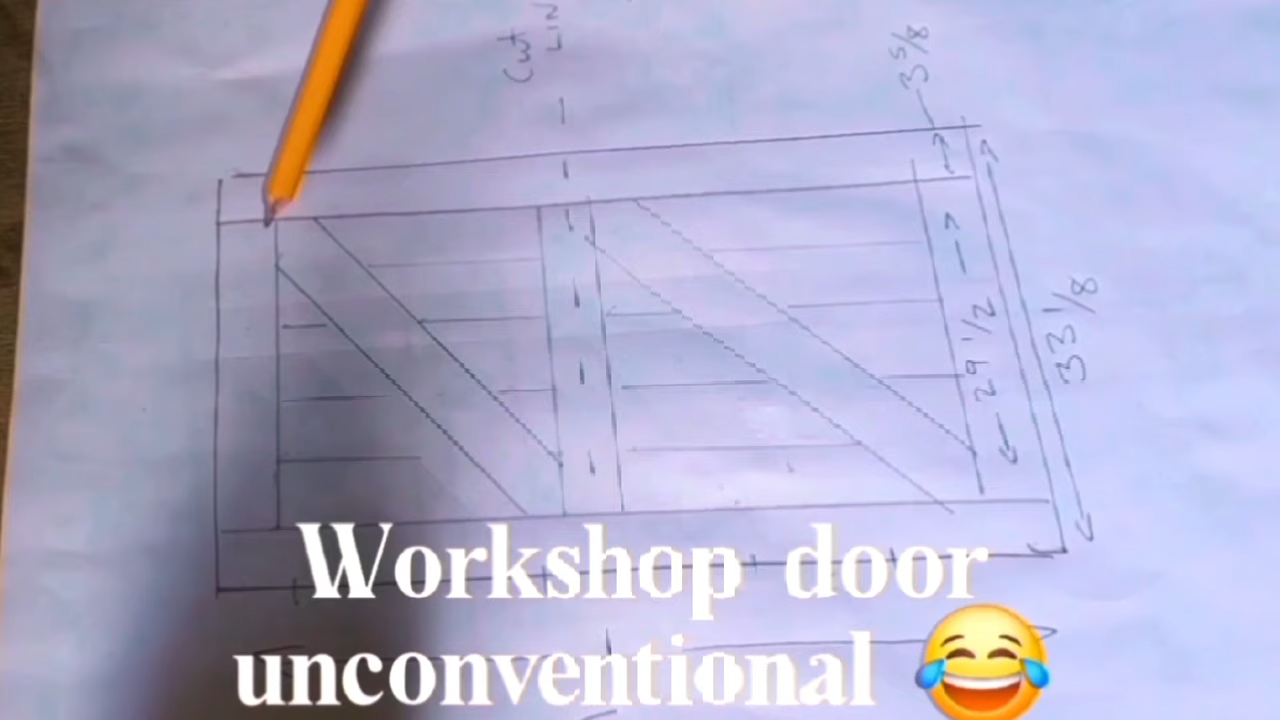 Cut
LIN
3 5/8
29 1/2
33 1/8
Workshop door
unconventional 😂